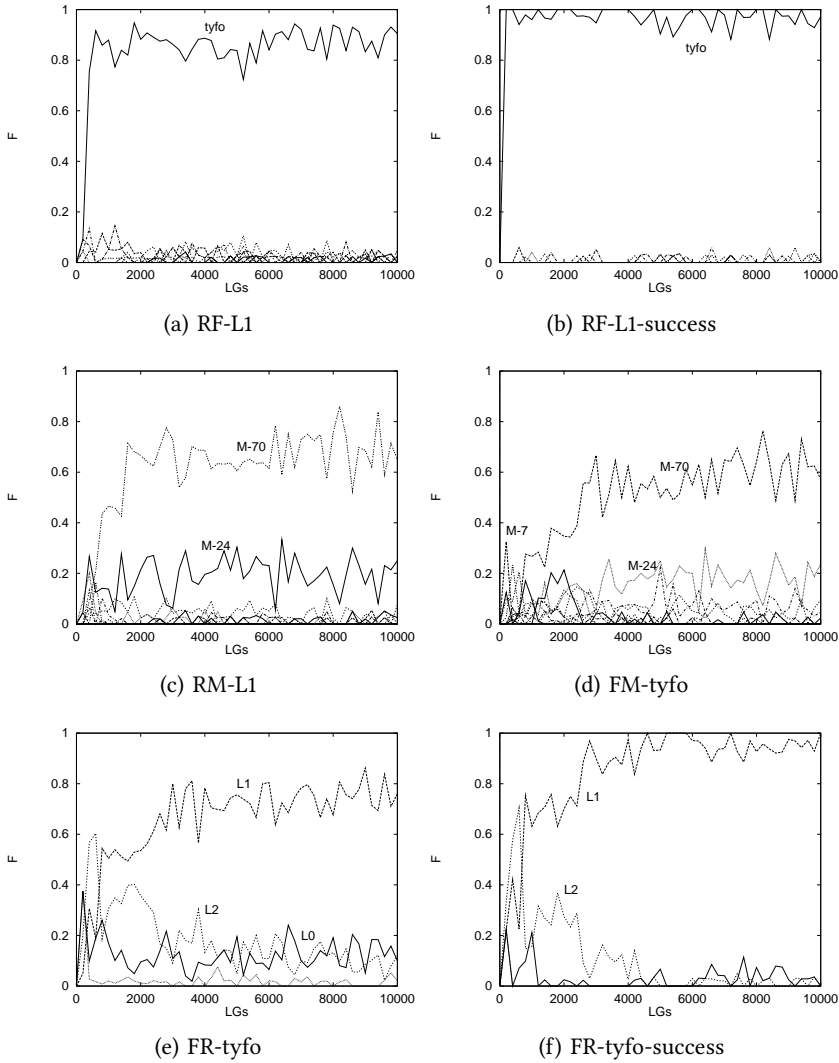 1
0.8
0.6
0.4
0.2
0
F
tyfo
0 2000 4000 6000 8000 10000
LGs
(a) RF-L1
1
0.8
0.6
0.4
0.2
0
F
tyfo
0 2000 4000 6000 8000 10000
LGs
(b) RF-L1-success
1
0.8
0.6
0.4
0.2
0
F
M-70
M-24
0 2000 4000 6000 8000 10000
LGs
(c) RM-L1
1
0.8
0.6
0.4
0.2
0
F
M-70
M-7
M-24
0 2000 4000 6000 8000 10000
LGs
(d) FM-tyfo
1
0.8
0.6
0.4
0.2
0
F
L1
L2
L0
0 2000 4000 6000 8000 10000
LGs
(e) FR-tyfo
1
0.8
0.6
0.4
0.2
0
F
L1
L2
0 2000 4000 6000 8000 10000
LGs
(f) FR-tyfo-success